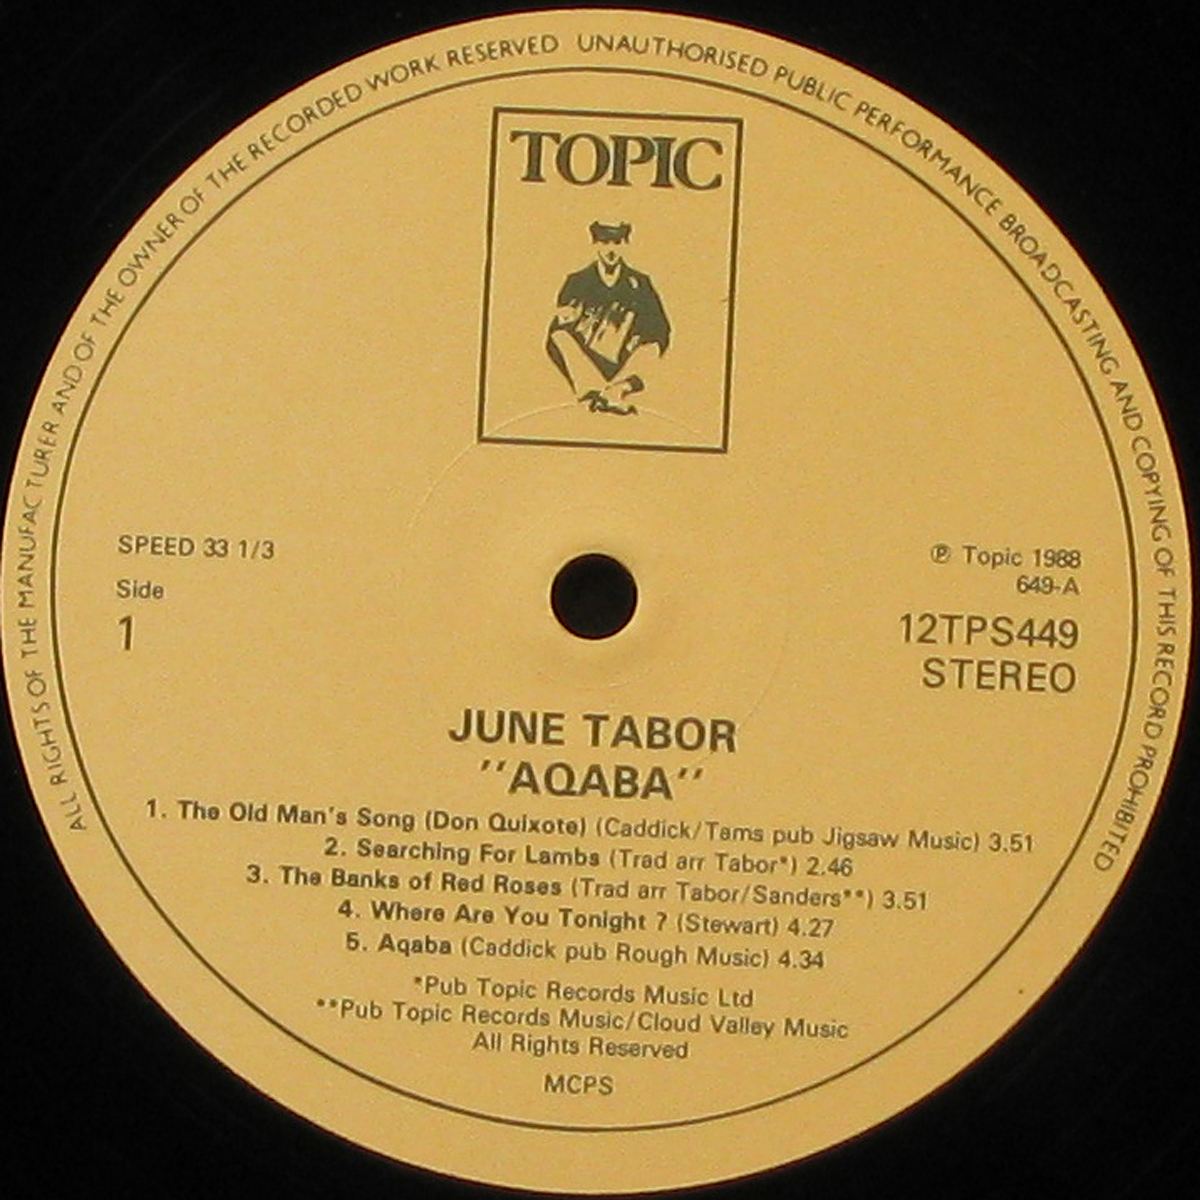 ALL RIGHTS OF THE MANUFACTURER AND OF THE OWNER OF THE RECORDED WORK RESERVED UNAUTHORISED PUBLIC PERFORMANCE BROADCASTING AND COPYING OF THIS RECORD PROHIBITED
TOPIC
SPEED 33 1/3
Side
1
℗ Topic 1988
649-A
12TPS449
STEREO
JUNE TABOR
"AQABA"
1. The Old Man's Song (Don Quixote) (Caddick/Tams pub Jigsaw Music) 3.51
2. Searching For Lambs (Trad arr Tabor*) 2.46
3. The Banks of Red Roses (Trad arr Tabor/Sanders**) 3.51
4. Where Are You Tonight ? (Stewart) 4.27
5. Aqaba (Caddick pub Rough Music) 4.34
*Pub Topic Records Music Ltd
**Pub Topic Records Music/Cloud Valley Music
All Rights Reserved
MCPS